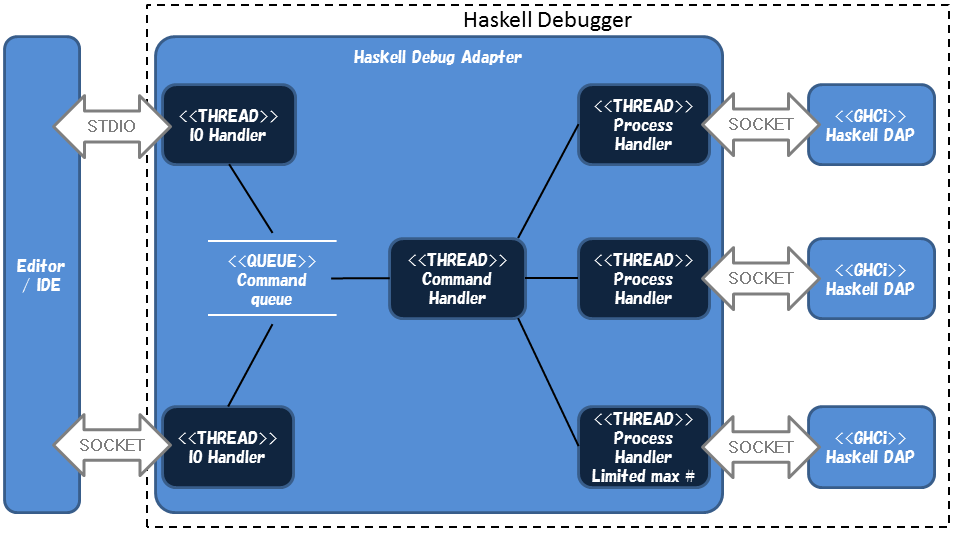 Haskell Debugger
Haskell Debug Adapter
Editor
/ IDE
STDIO
<<THREAD>>
IO Handler
<<QUEUE>>
Command
queue
SOCKET
<<THREAD>>
IO Handler
<<THREAD>>
Command
Handler
<<THREAD>>
Process
Handler
SOCKET
<<GHCi>>
Haskell DAP
<<THREAD>>
Process
Handler
SOCKET
<<GHCi>>
Haskell DAP
<<THREAD>>
Process
Handler
Limited max #
SOCKET
<<GHCi>>
Haskell DAP